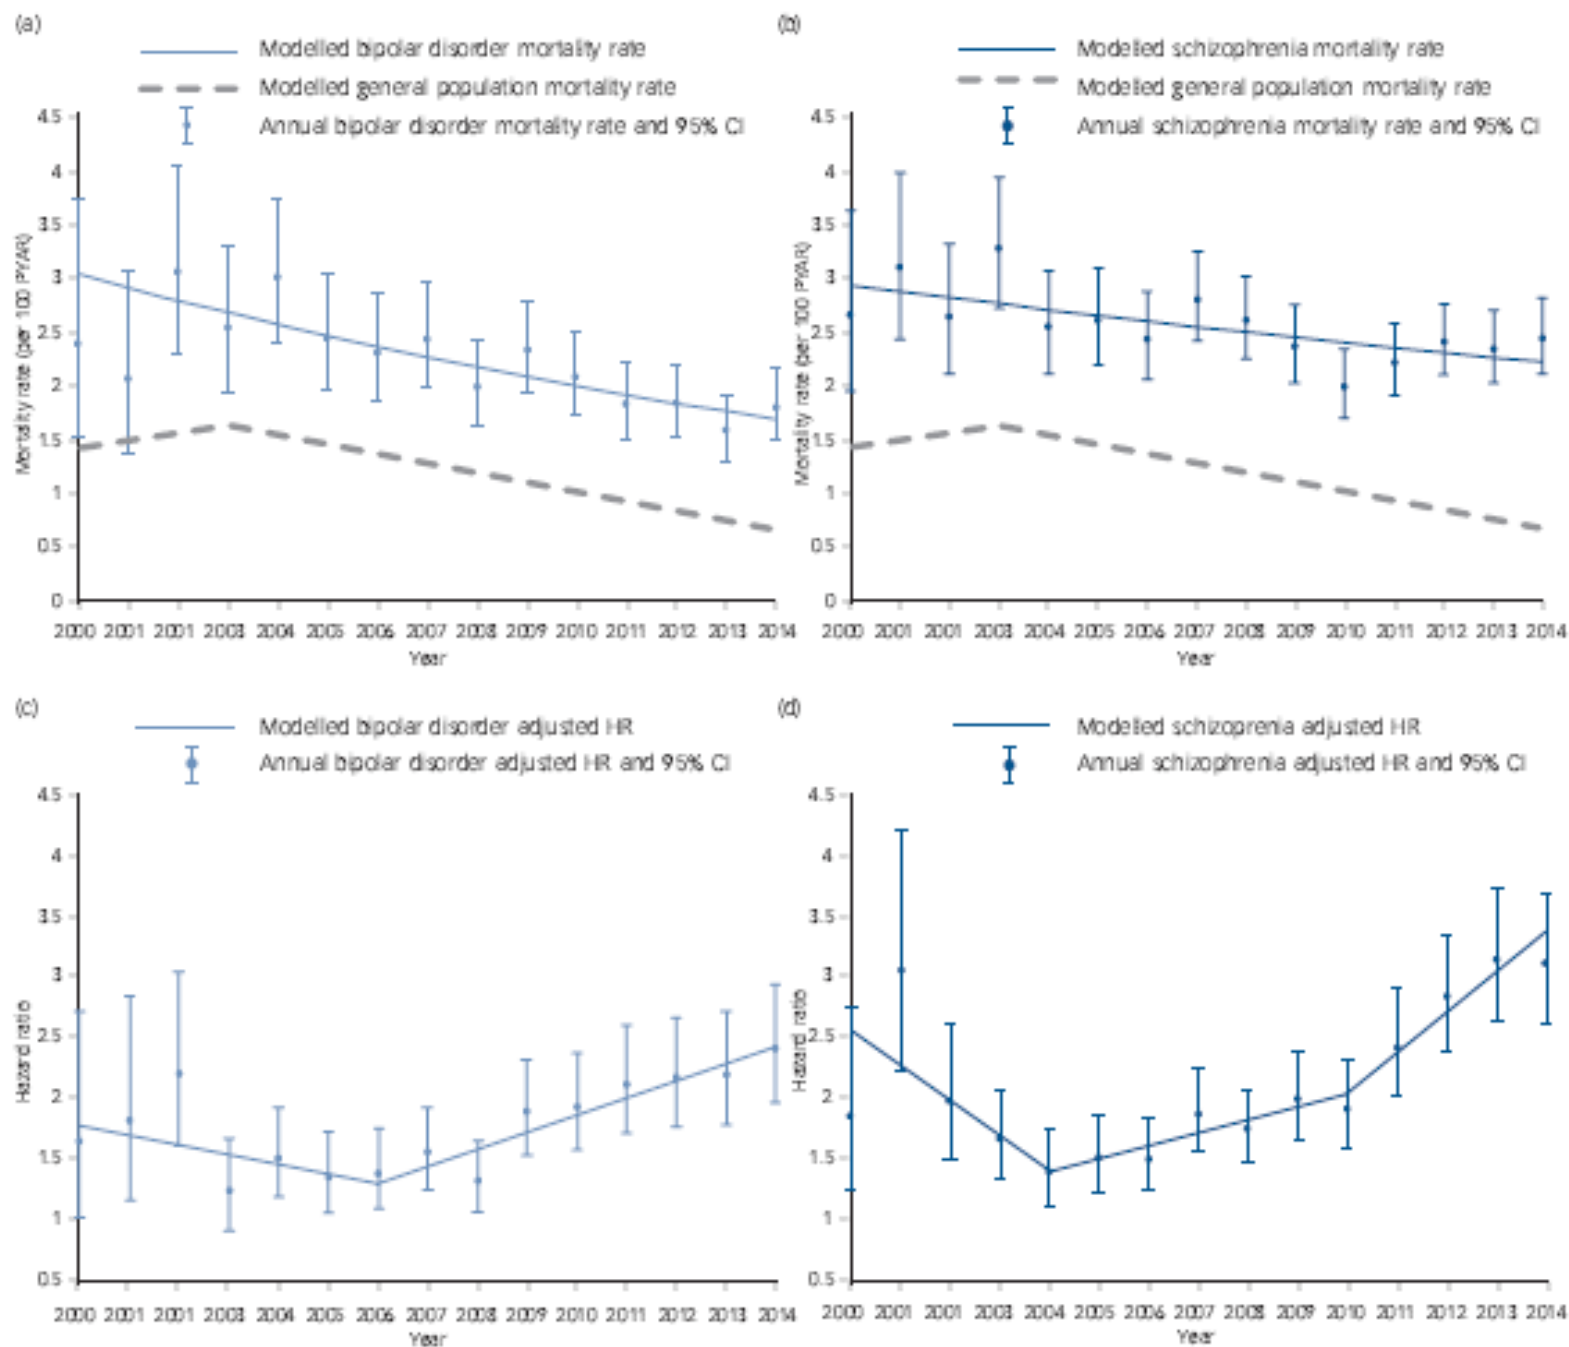 (a)
Modelled bipolar disorder mortality rate
Modelled general population mortality rate
Annual bipolar disorder mortality rate and 95% CI
4.5
4
3.5
3
2.5
2
1.5
1
0.5
0
Mortality rate (per 100 PYAR)
2000 2001 2001 2003 2004 2005 2006 2007 2008 2009 2010 2011 2012 2013 2014
Year
(b)
Modelled schizophrenia mortality rate
Modelled general population mortality rate
Annual schizophrenia mortality rate and 95% CI
4.5
4
3.5
3
2.5
2
1.5
1
0.5
0
Mortality rate (per 100 PYAR)
2000 2001 2001 2003 2004 2005 2006 2007 2008 2009 2010 2011 2012 2013 2014
Year
(c)
Modelled bipolar disorder adjusted HR
Annual bipolar disorder adjusted HR and 95% CI
4.5
4
3.5
3
2.5
2
1.5
1
0.5
Hazard ratio
2000 2001 2001 2003 2004 2005 2006 2007 2008 2009 2010 2011 2012 2013 2014
Year
(d)
Modelled schizoprenia adjusted HR
Annual schizophrenia adjusted HR and 95% CI
4.5
4
3.5
3
2.5
2
1.5
1
0.5
Hazard ratio
2000 2001 2001 2003 2004 2005 2006 2007 2008 2009 2010 2011 2012 2013 2014
Year